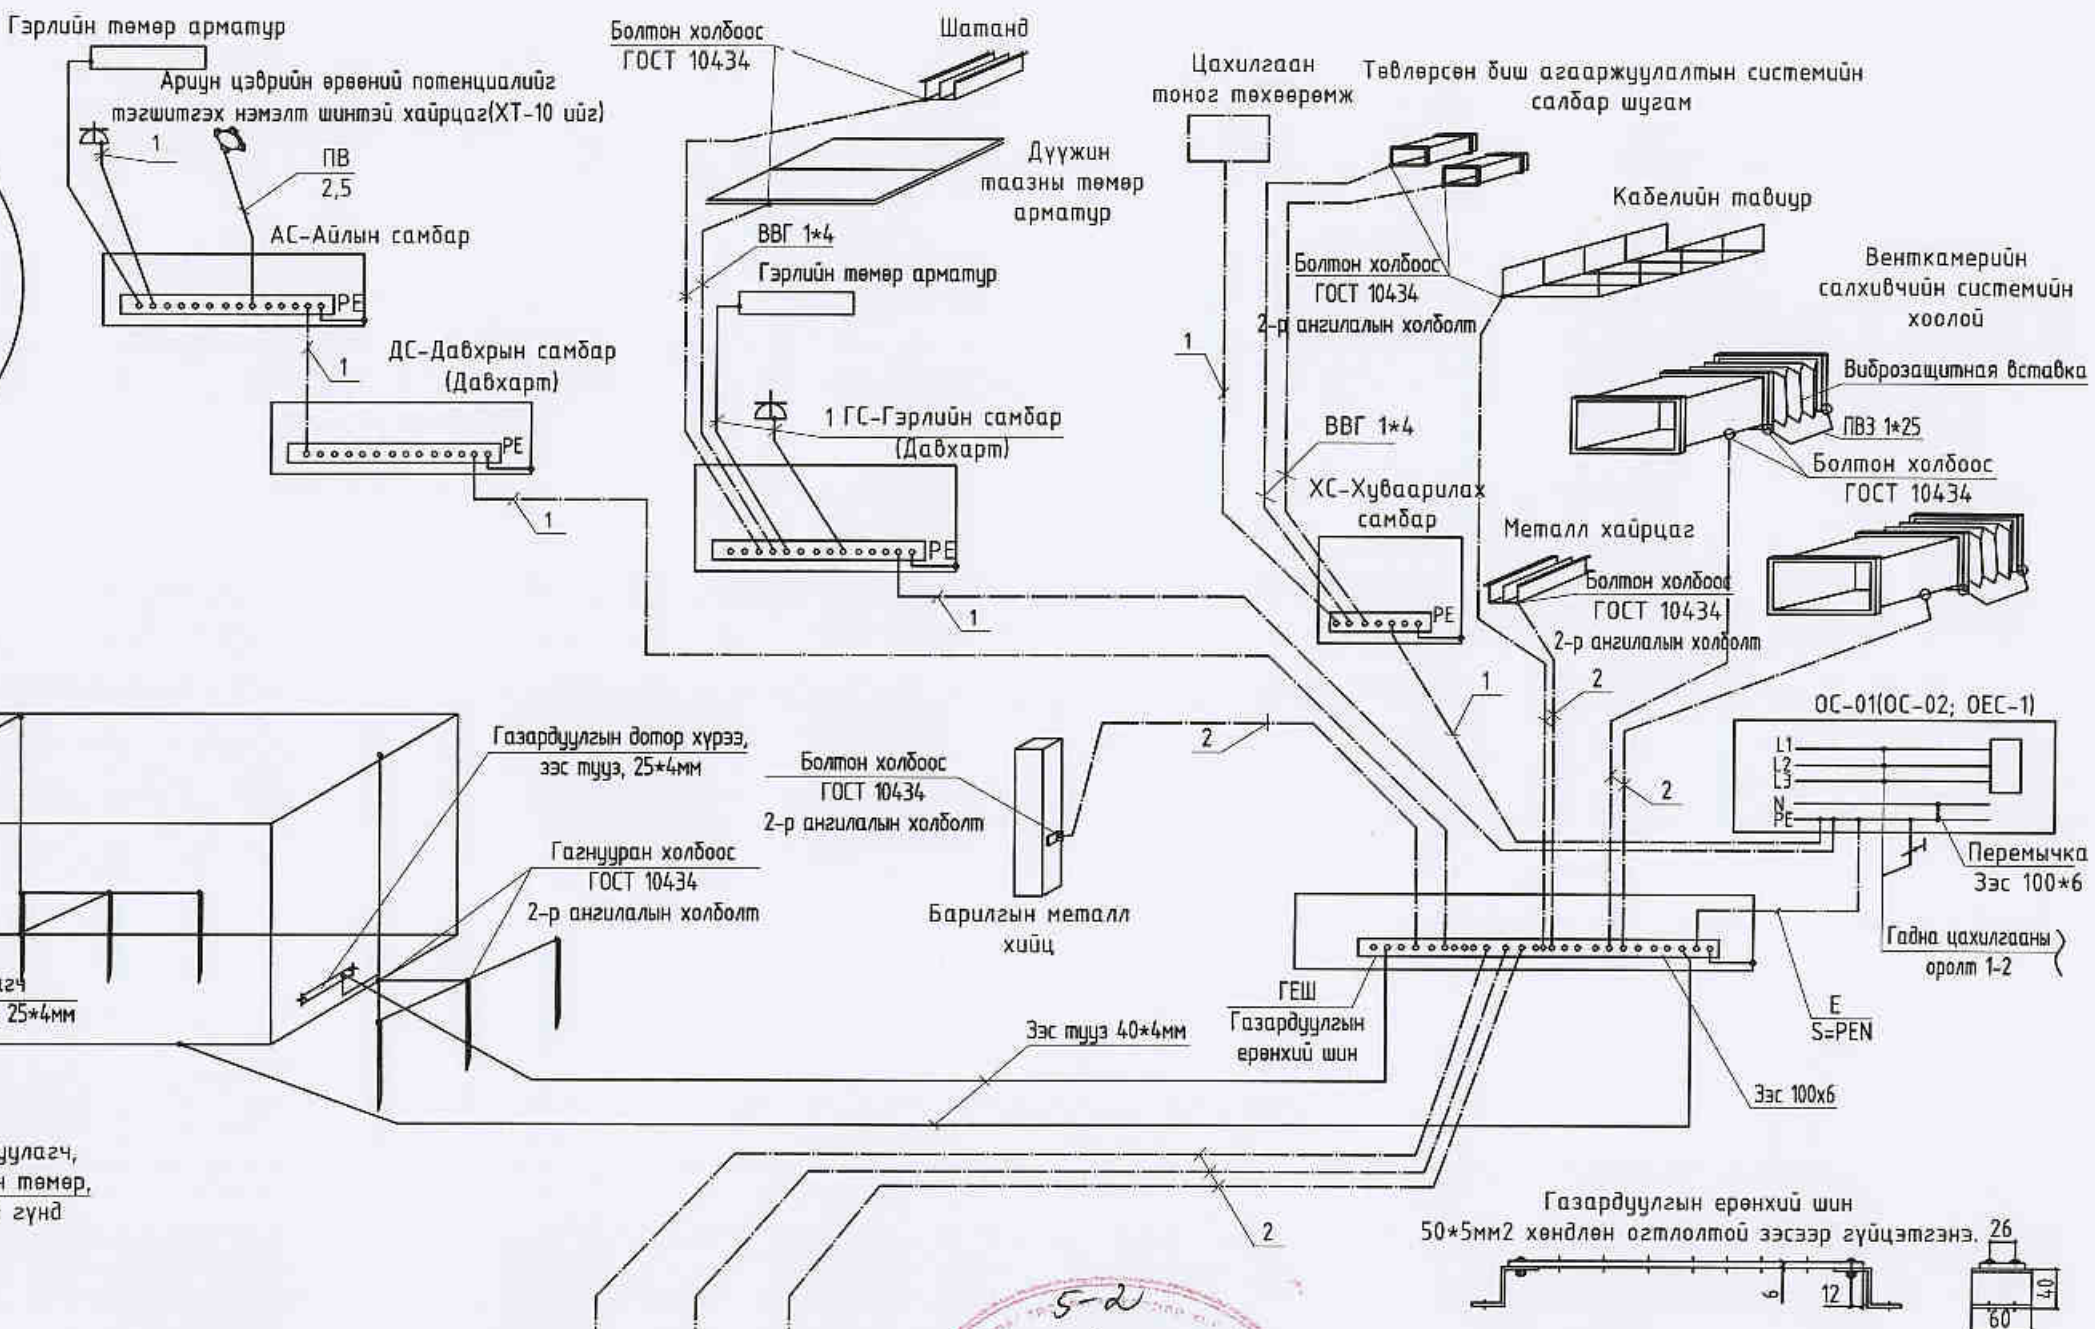 Гэрлийн төмөр арматур
Ариун цэврийн өрөөний потенциалийг
тэгшитгэх нэмэлт шинтэй хайрцаг(ХТ-10 ийг)
1
ПВ
2,5
АС-Айлын самбар
PE
1
ДС-Давхрын самбар
(Давхарт)
PE
1
Болтон холбоос
ГОСТ 10434
Шатанд
Дүүжин
таазны төмөр
арматур
ВВГ 1*4
Гэрлийн төмөр арматур
1 ГС-Гэрлийн самбар
(Давхарт)
PE
1
Цахилгаан
тоног төхөөрөмж
Төвлөрсөн биш агааржуулалтын системийн
салбар шугам
Кабелийн тавиур
Болтон холбоос
ГОСТ 10434
2-р ангилалын холболт
1
Венткамерийн
салхивчийн системийн
хоолой
Виброзащитная вставка
ПВ3 1*25
Болтон холбоос
ГОСТ 10434
ВВГ 1*4
ХС-Хуваарилах
самбар
PE
Металл хайрцаг
Болтон холбоос
ГОСТ 10434
2-р ангилалын холболт
1
2
2
ОС-01(ОС-02; ОЕС-1)
L1
L2
L3
N
PE
Перемычка
Зэс 100*6
Гадна цахилгааны
оролт 1-2
Газардуулгын дотор хүрээ,
зэс тууз, 25*4мм
Болтон холбоос
ГОСТ 10434
2-р ангилалын холболт
2
Гагнууран холбоос
ГОСТ 10434
2-р ангилалын холболт
Барилгын металл
хийц
25*4мм
ГЕШ
Газардуулгын
ерөнхий шин
E
S=PEN
Зэс тууз 40*4мм
Зэс 100x6
уулагч,
н төмөр,
гүнд
2
Газардуулгын ерөнхий шин
50*5мм2 хөндлөн огтлолтой зэсээр гүйцэтгэнэ.
26
6
12
40
60
5-2